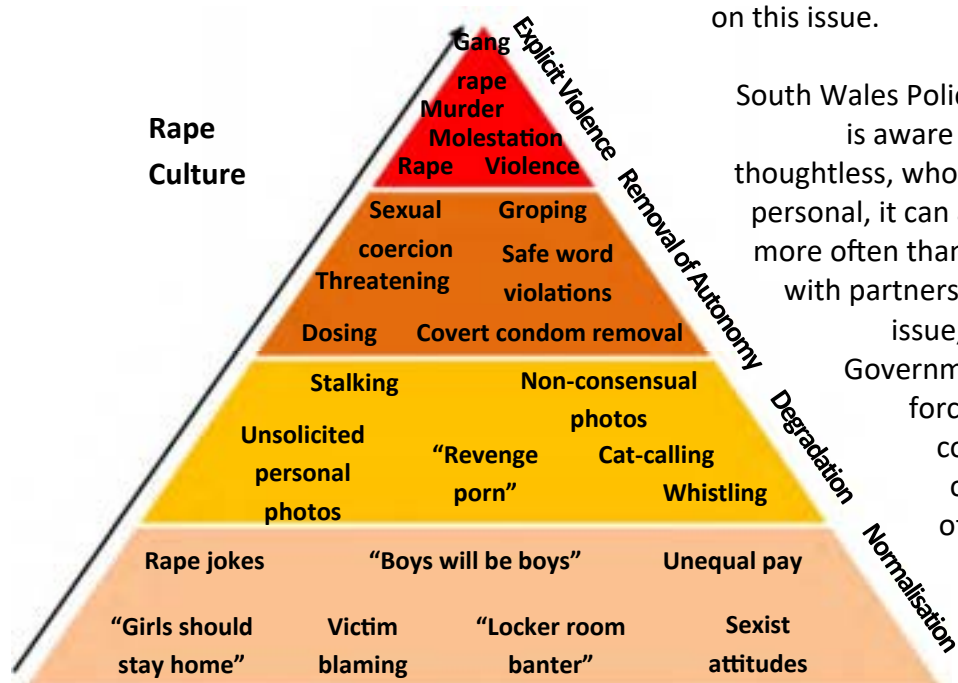 on this issue.
South Wales Polic
is aware
thoughtless, who
personal, it can
more often than
with partners
issue,
Governm
forc
co
Rape
Culture
Gang
rape
Murder
Molestation
Rape Violence
Explicit Violence
Sexual Groping
coercion Safe word
Threatening violations
Dosing Covert condom removal
Removal of Autonomy
Stalking Non-consensual
photos
Unsolicited “Revenge Cat-calling
personal porn” Whistling
photos
Degradation
Rape jokes “Boys will be boys” Unequal pay
“Girls should Victim “Locker room Sexist
stay home” blaming banter” attitudes
Normalisation